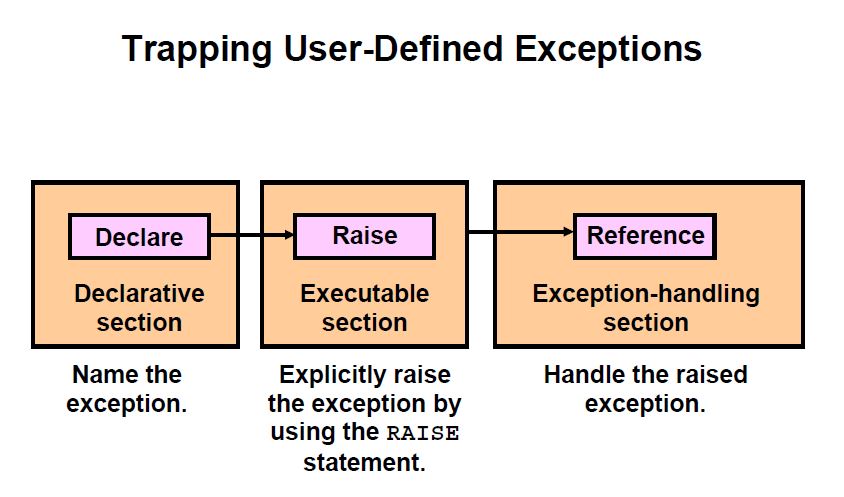 Trapping User-Defined Exceptions
Declare
Raise
Reference
Declarative
section
Executable
section
Exception-handling
section
Name the
exception.
Explicitly raise
the exception by
using the RAISE
statement.
Handle the raised
exception.